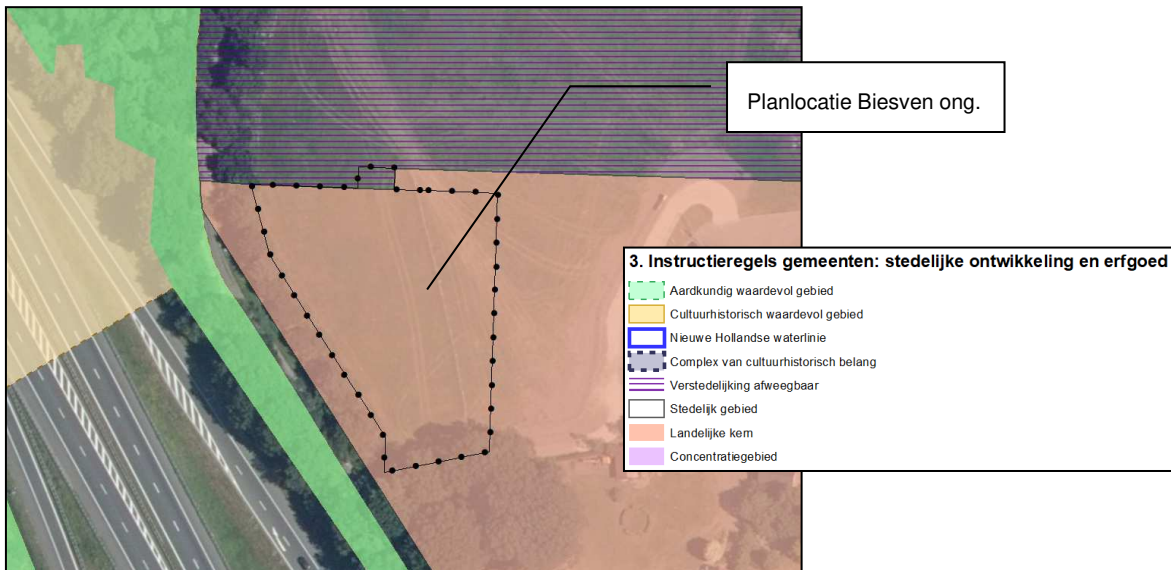 Planlocatie Biesven ong.
3. Instructieregels gemeenten: stedelijke ontwikkeling en erfgoed
Aardkundig waardevol gebied
Cultuurhistorisch waardevol gebied
Nieuwe Hollandse waterlinie
Complex van cultuurhistorisch belang
Verstedelijking afweegbaar
Stedelijk gebied
Landelijke kern
Concentratiegebied